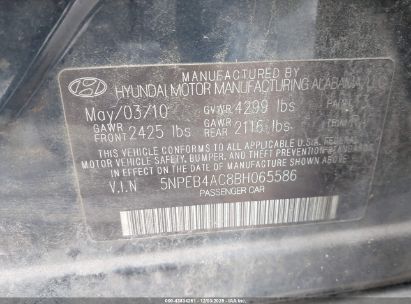 MANUFACTURED BY
HYUNDAI MOTOR MANUFACTURING ALABAMA,
May/03/10 GVWR 4299 lbs PAINT
GAWR FRONT 2425 lbs GAWR REAR 2116 lbs TRIM
THIS VEHICLE CONFORMS TO ALL APPLICABLE U.S.A. FEDERAL
MOTOR VEHICLE SAFETY, BUMPER, AND THEFT PREVENTION
STANDARDS IN EFFECT ON THE DATE OF MANUFACTURE SHOWN ABOVE.
V.I.N 5NPEB4AC8BH065586
PASSENGER CAR